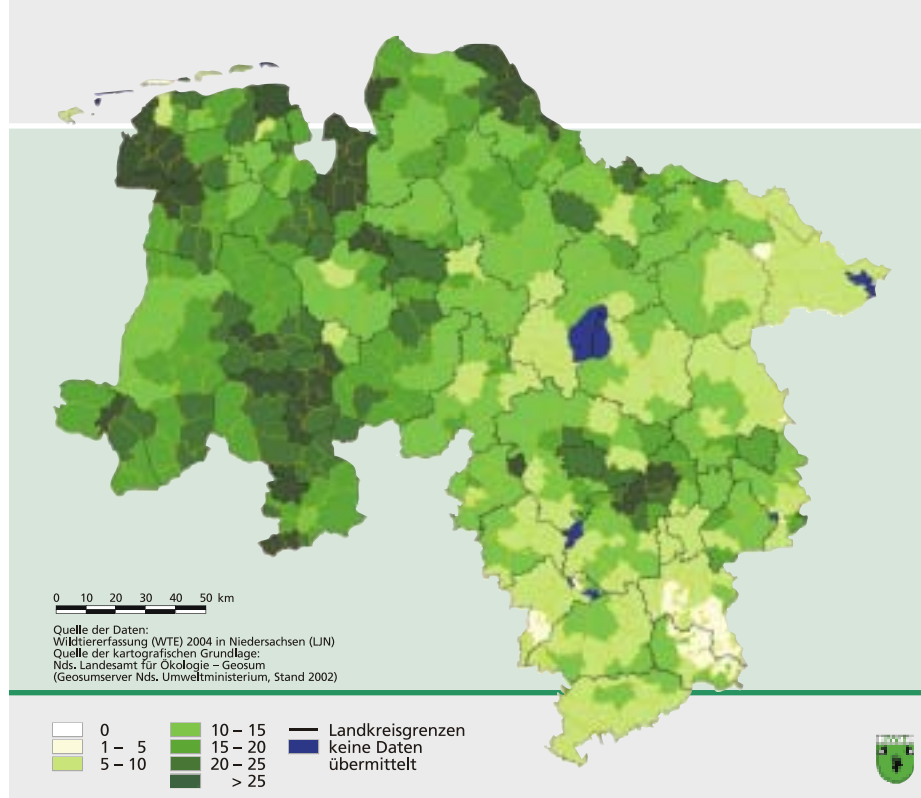 0 10 20 30 40 50 km
Quelle der Daten:
Wildtiererfassung (WTE) 2004 in Niedersachsen (LJN)
Quelle der kartografischen Grundlage:
Nds. Landesamt für Ökologie – Geosum
(Geosumserver Nds. Umweltministerium, Stand 2002)
0 10 – 15 Landkreisgrenzen
1 – 5 15 – 20 keine Daten
5 – 10 20 – 25 übermittelt
> 25